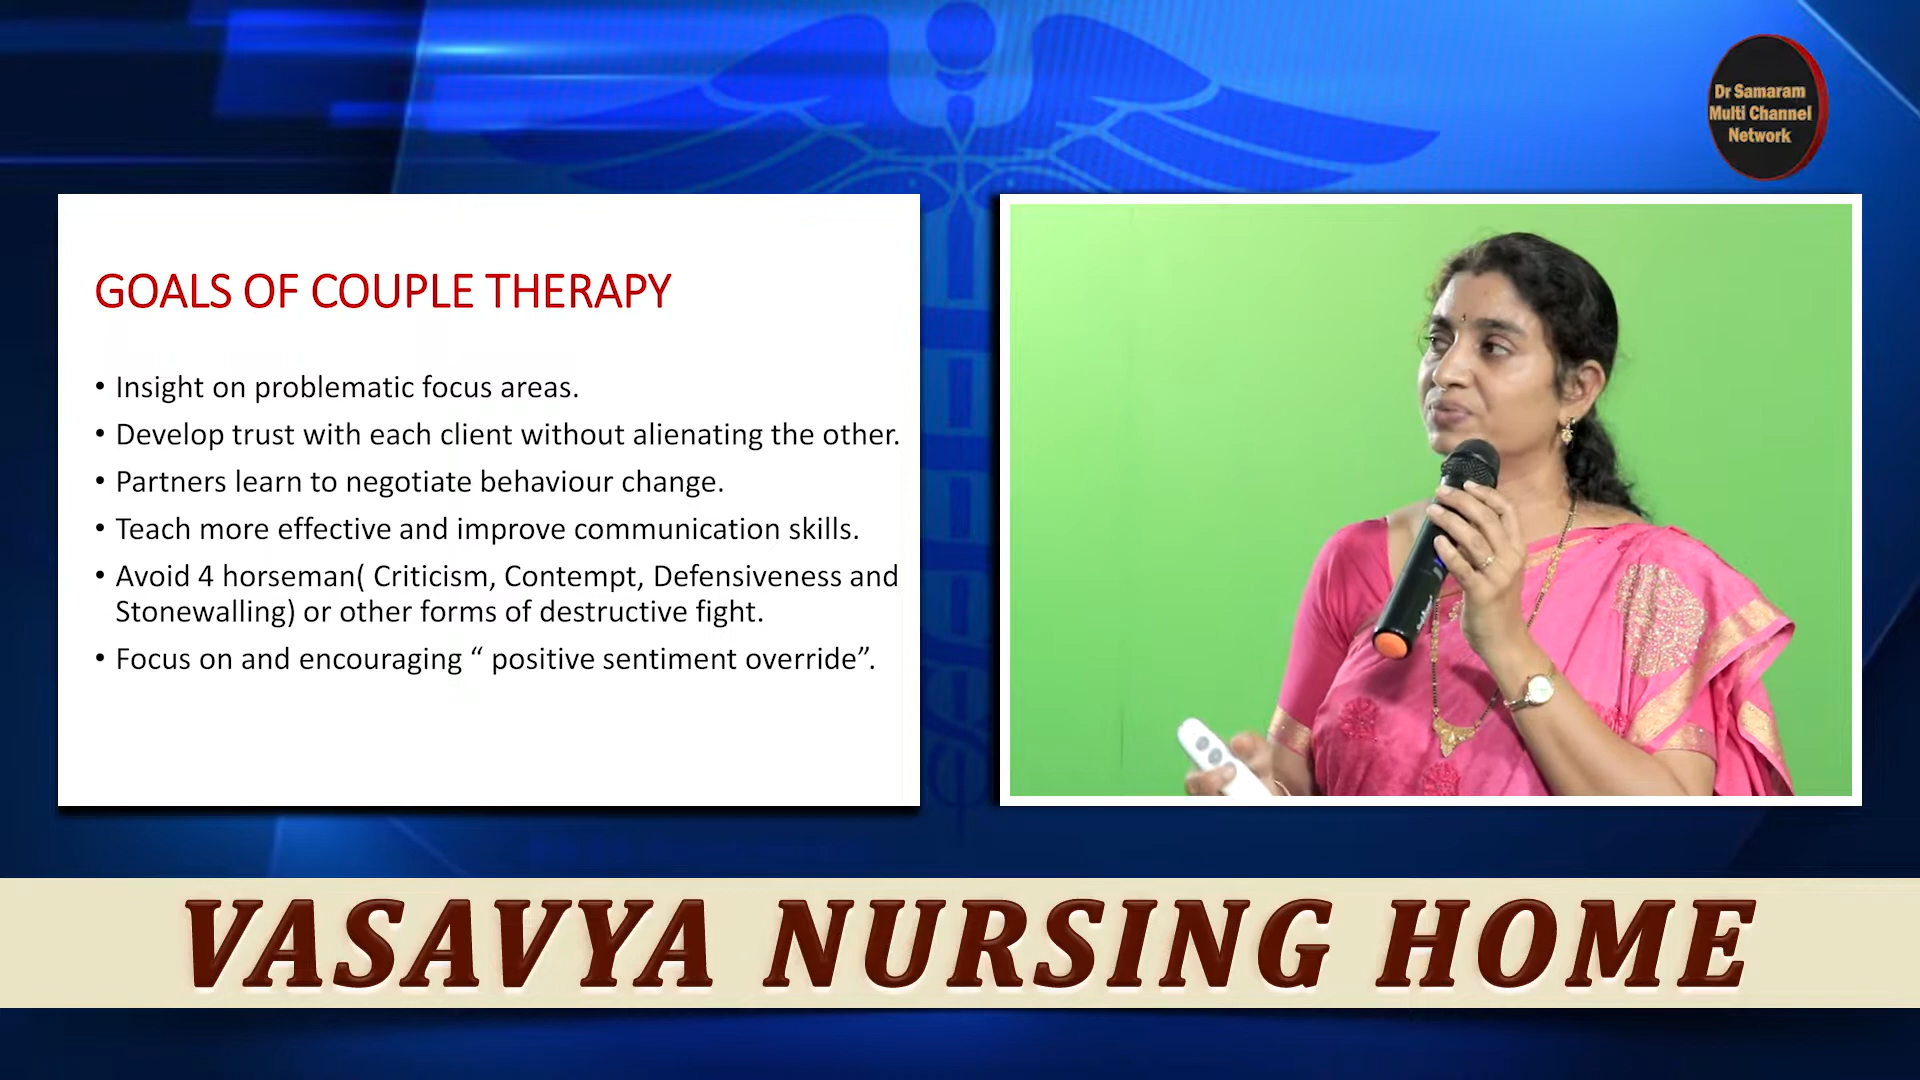 Dr Samaram
Multi Channel
Network
GOALS OF COUPLE THERAPY
• Insight on problematic focus areas.
• Develop trust with each client without alienating the other.
• Partners learn to negotiate behaviour change.
• Teach more effective and improve communication skills.
• Avoid 4 horseman( Criticism, Contempt, Defensiveness and
Stonewalling) or other forms of destructive fight.
• Focus on and encouraging “ positive sentiment override”.
VASAVYA NURSING HOME